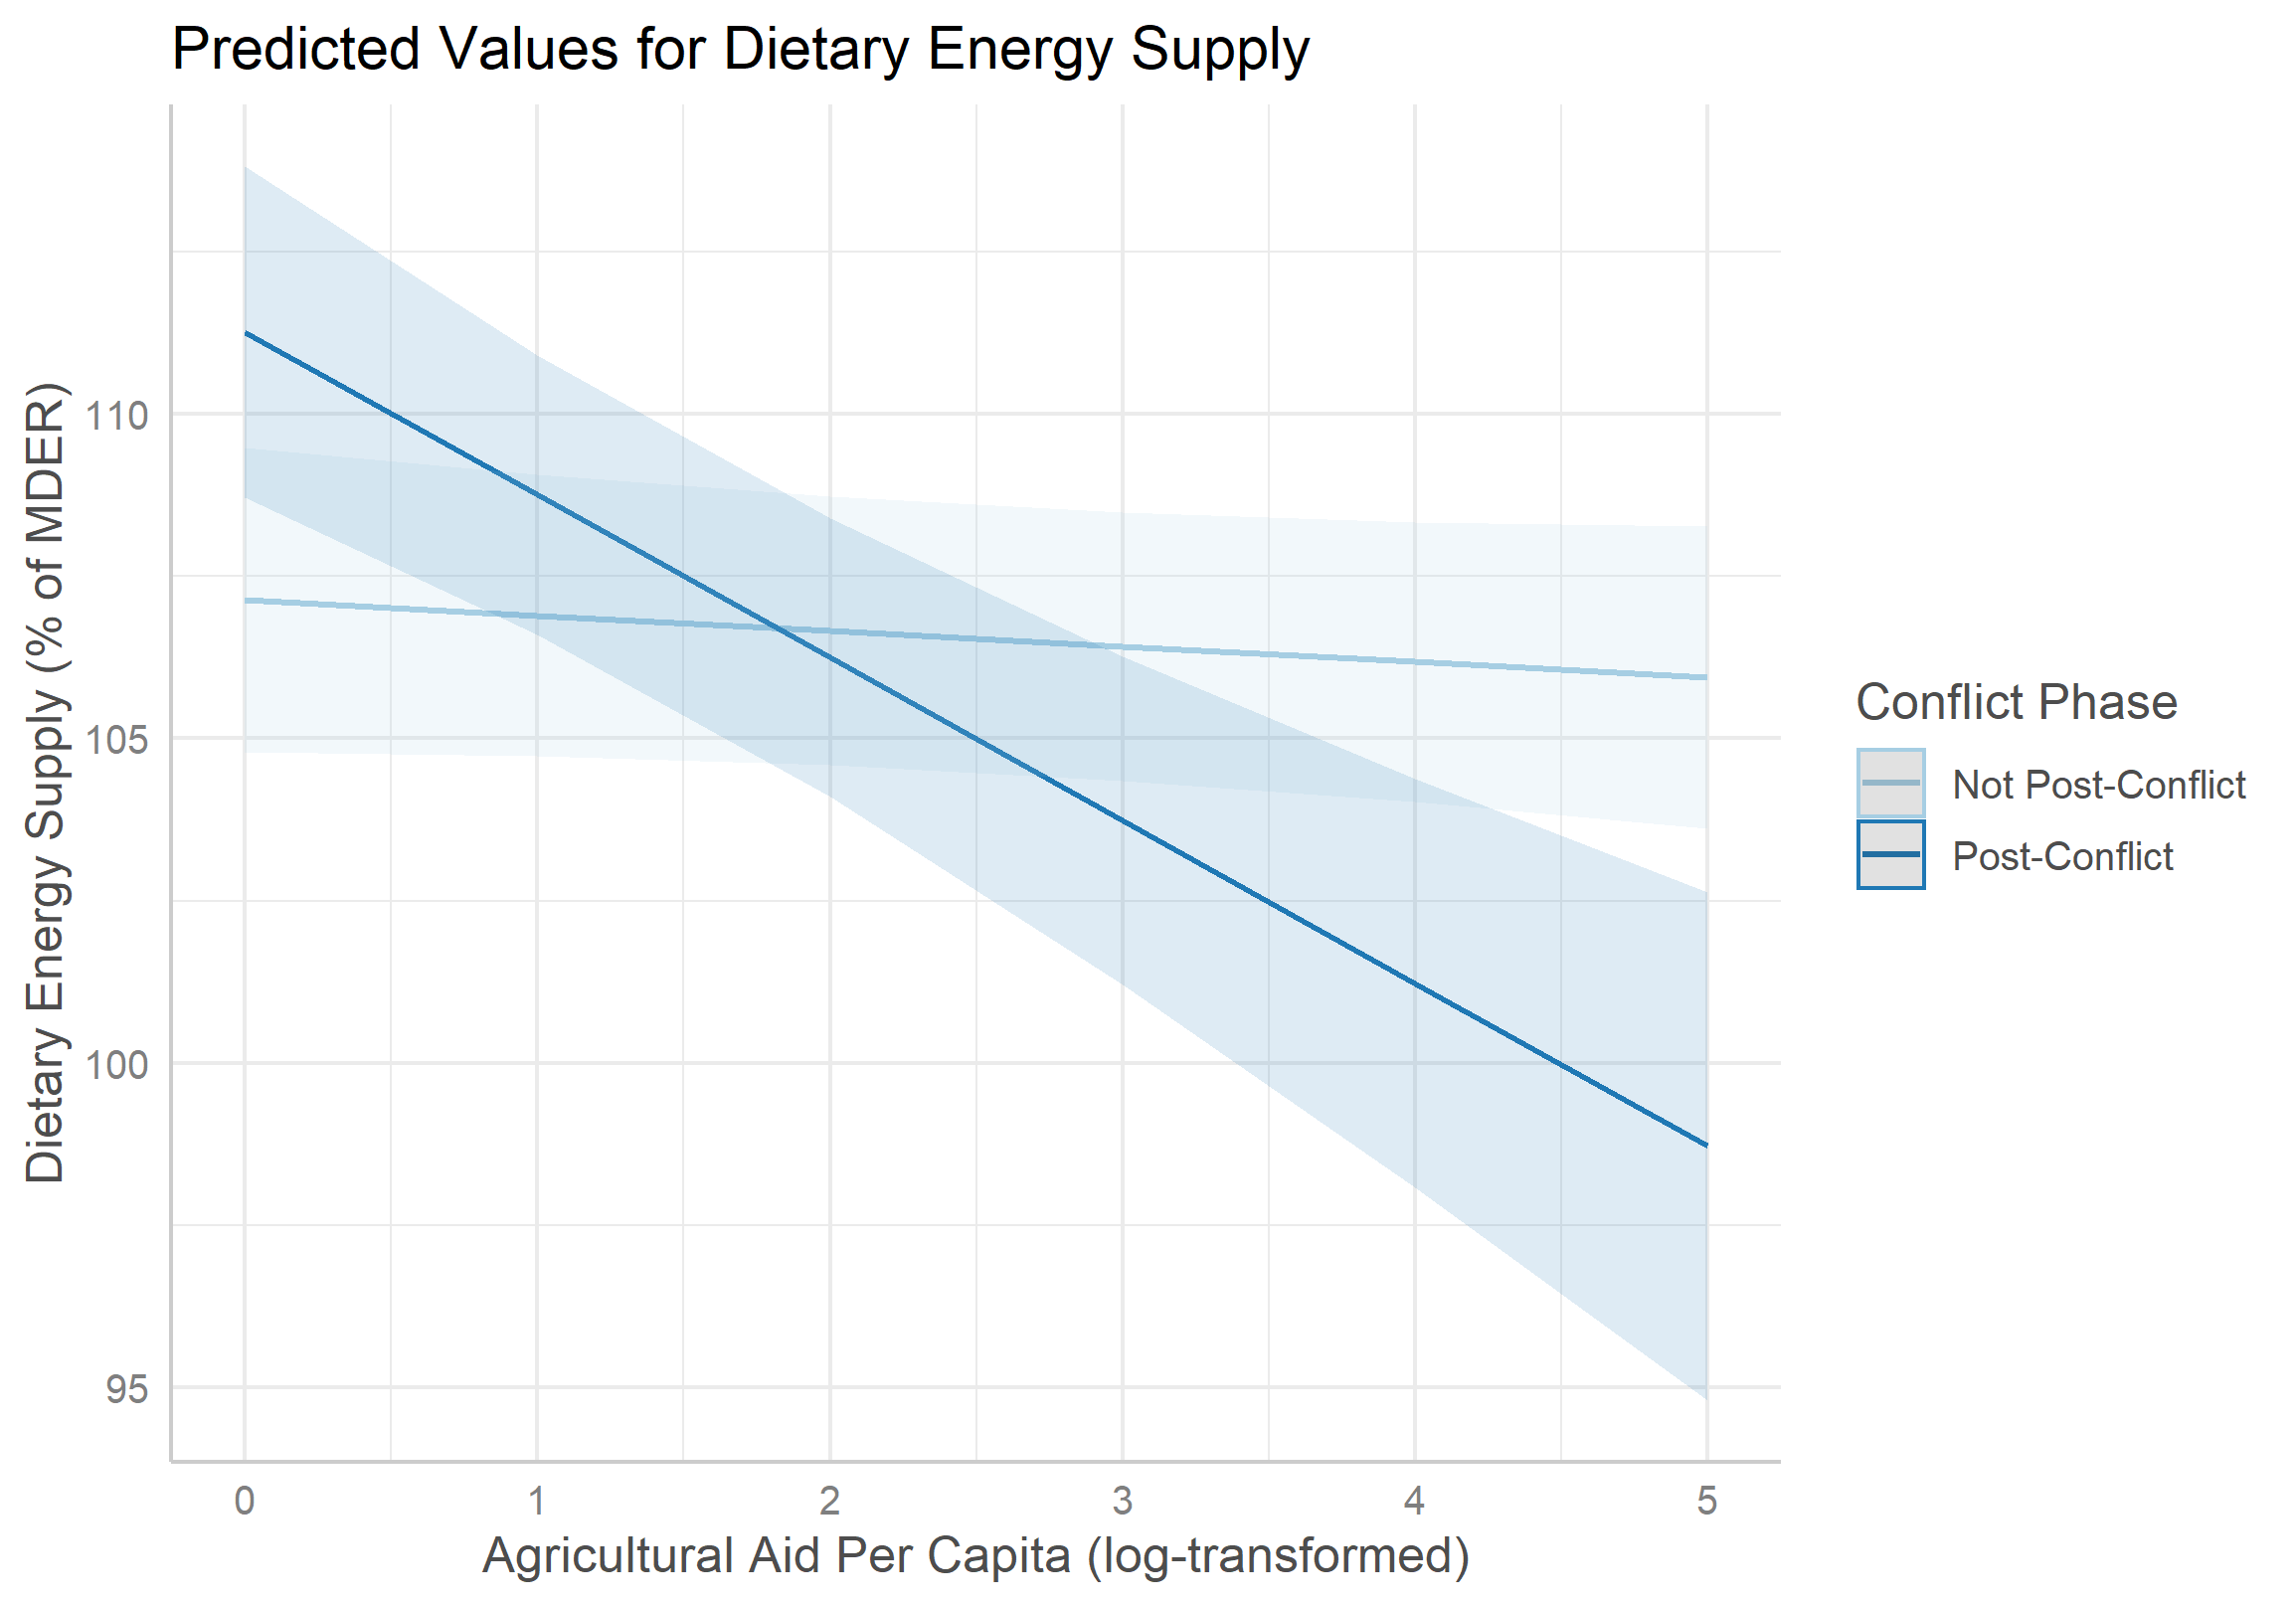 Predicted Values for Dietary Energy Supply
Dietary Energy Supply (% of MDER)
110
105
100
95
0 1 2 3 4 5
Agricultural Aid Per Capita (log-transformed)
Conflict Phase
Not Post-Conflict
Post-Conflict